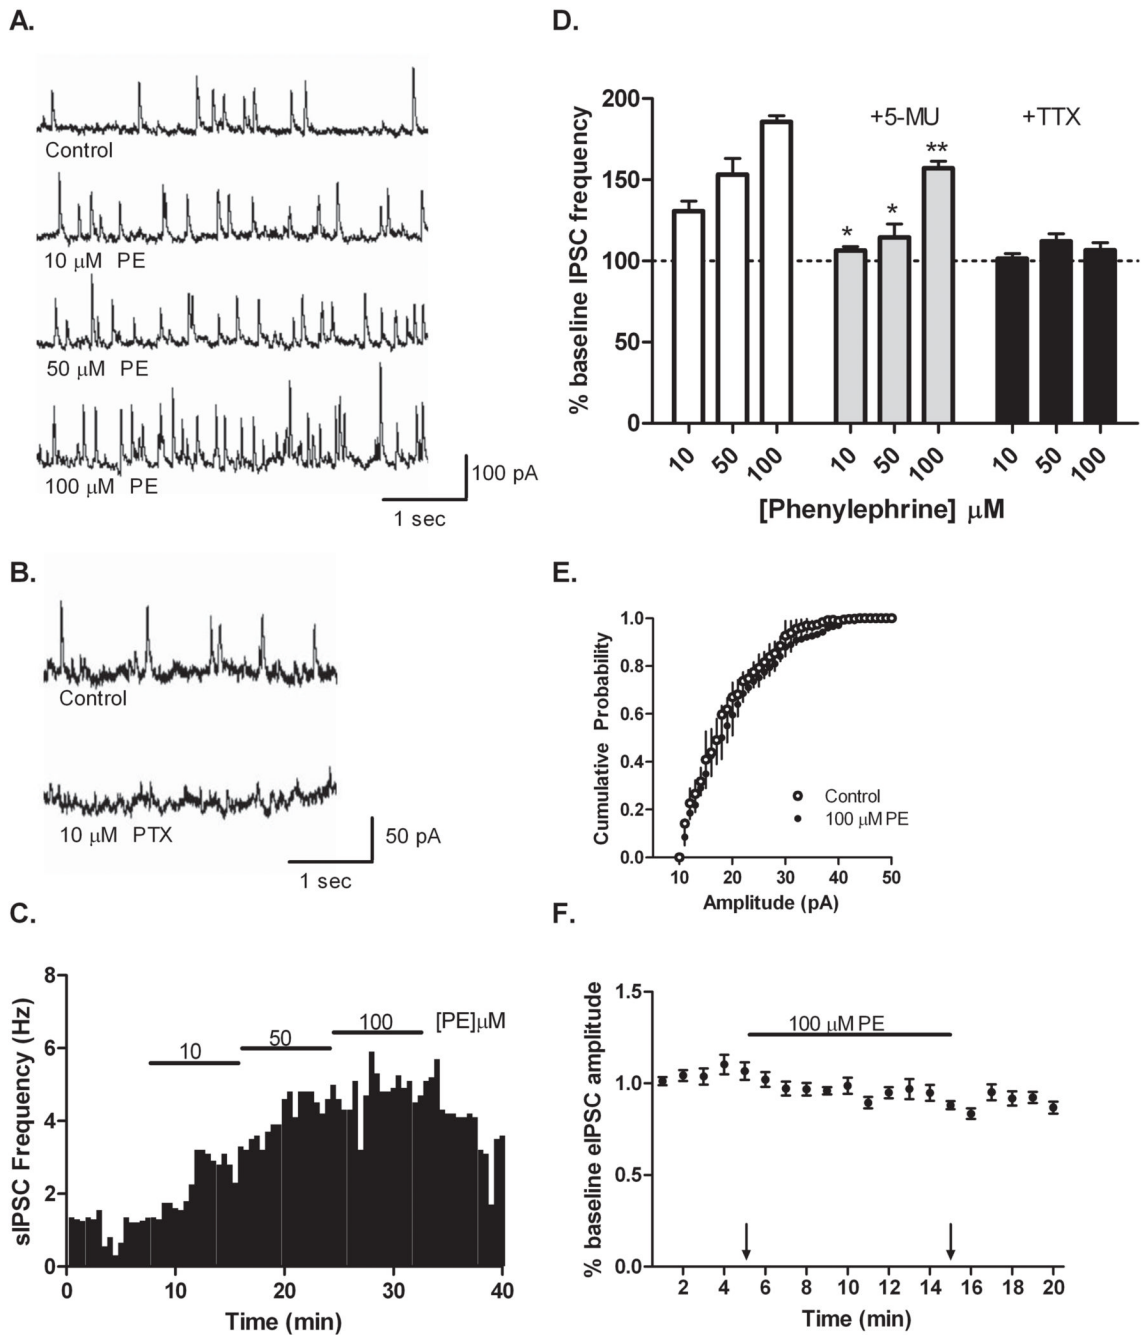 A.
Control
10 μM PE
50 μM PE
100 μM PE
100 pA
1 sec
B.
Control
10 μM PTX
50 pA
1 sec
C.
sIPSC Frequency (Hz)
8
6
4
2
0
10
50
100
[PE]μM
0 10 20 30 40
Time (min)
D.
% baseline IPSC frequency
200
150
100
50
0
+5-MU
+TTX
* * **
10 50 100 10 50 100 10 50 100
[Phenylephrine] μM
E.
Cumulative Probability
1.0
0.8
0.6
0.4
0.2
0.0
Control
100 μM PE
10 20 30 40 50
Amplitude (pA)
F.
% baseline eIPSC amplitude
1.5
1.0
0.5
0.0
100 μM PE
2 4 6 8 10 12 14 16 18 20
Time (min)